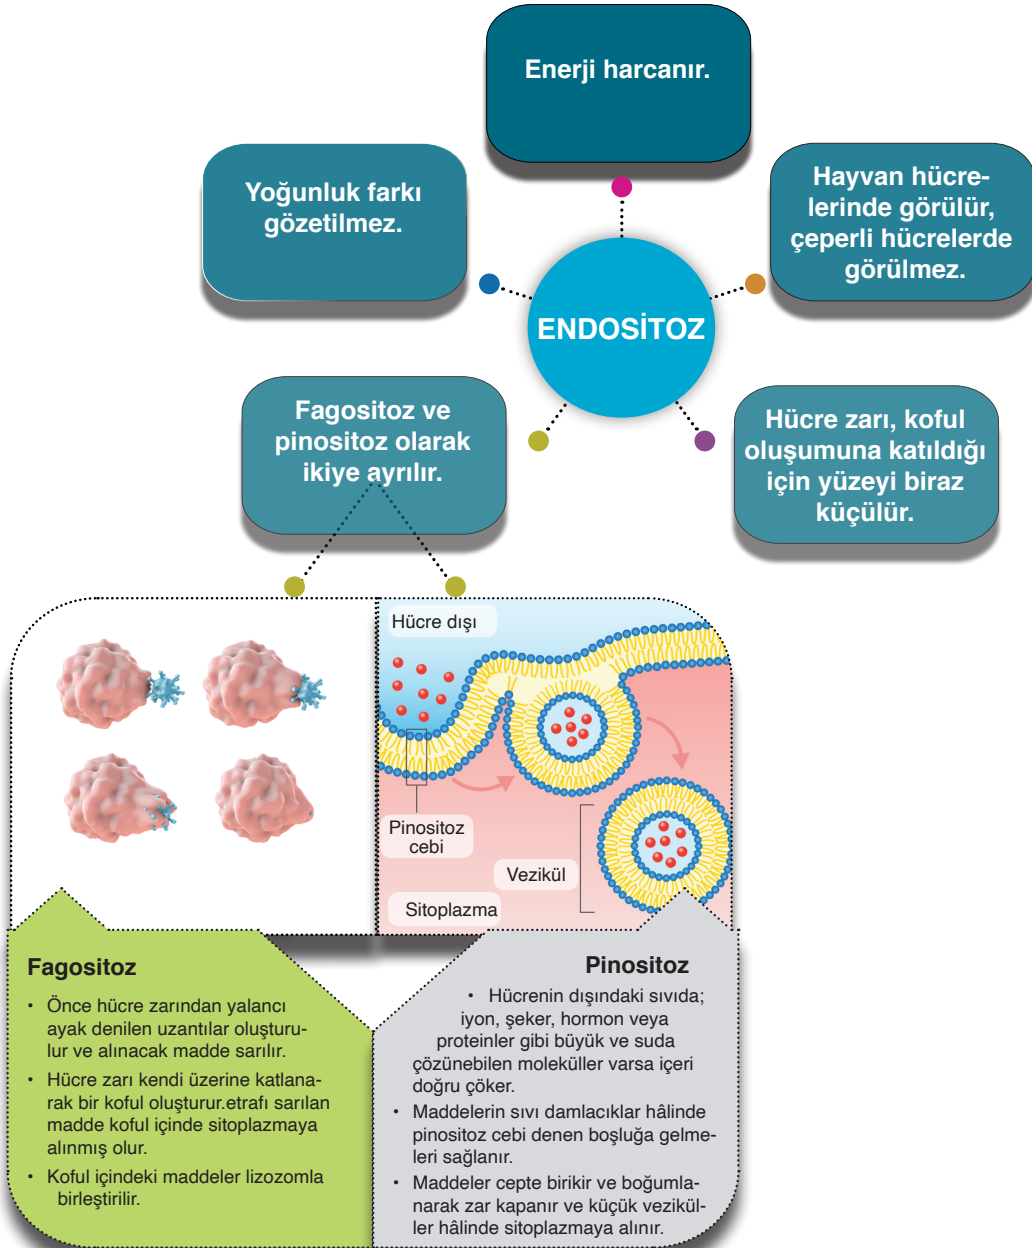 Enerji harcanır.
Yoğunluk farkı
gözetilmez.
Hayvan hücre-
lerinde görülür,
çeperli hücrelerde
görülmez.
ENDOSİTOZ
Fagositoz ve
pinositoz olarak
ikiye ayrılır.
Hücre zarı, koful
oluşumuna katıldığı
için yüzeyi biraz
küçülür.
Hücre dışı
Pinositoz
cebi
Vezikül
Sitoplazma
Fagositoz
• Önce hücre zarından yalancı
ayak denilen uzantılar oluşturu-
lur ve alınacak madde sarılır.
• Hücre zarı kendi üzerine katlana-
rak bir koful oluşturur.etrafı sarılan
madde koful içinde sitoplazmaya
alınmış olur.
• Koful içindeki maddeler lizozomla
birleştirilir.
Pinositoz
• Hücrenin dışındaki sıvıda;
iyon, şeker, hormon veya
proteinler gibi büyük ve suda
çözünebilen moleküller varsa içeri
doğru çöker.
• Maddelerin sıvı damlacıklar hâlinde
pinositoz cebi denen boşluğa gelme-
leri sağlanır.
• Maddeler cepte birikir ve boğumla-
narak zar kapanır ve küçük vezikül-
ller hâlinde sitoplazmaya alınır.